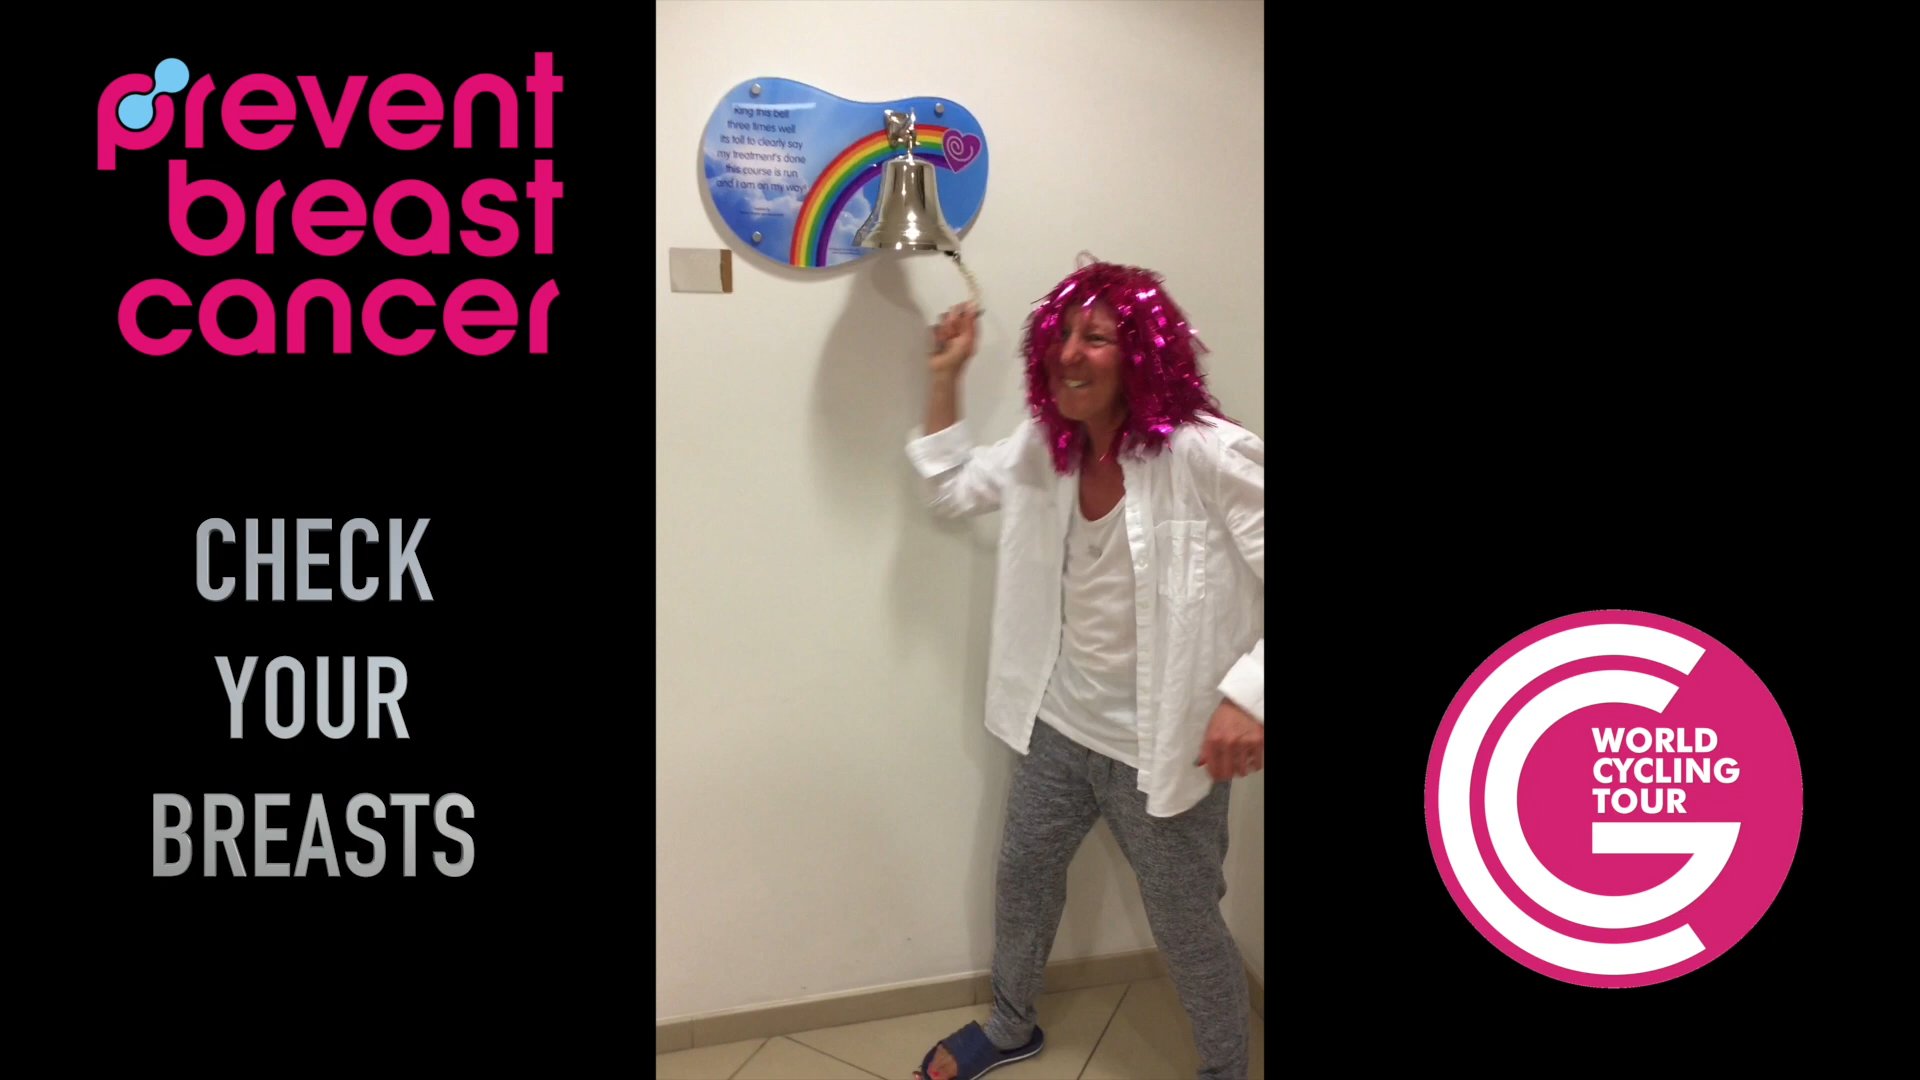 prevent
breast
cancer
CHECK
YOUR
BREASTS
Ring this bell
three times well
its toll to clearly say
my treatment's done
this course is run
and I am on my way!
WORLD
CYCLING
TOUR